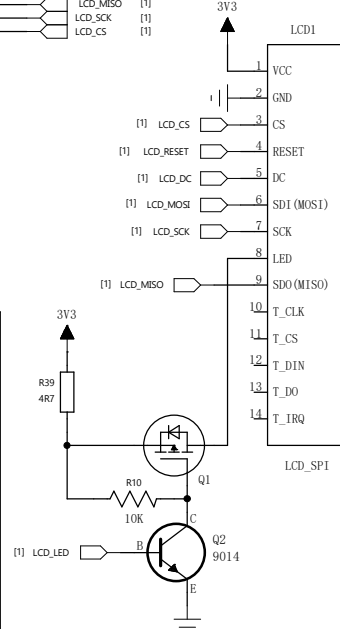 LCD_MISO [1]
LCD_SCK [1]
LCD_CS [1]
3V3
LCD1
1 VCC
2 GND
[1] LCD_CS 3 CS
[1] LCD_RESET 4 RESET
[1] LCD_DC 5 DC
[1] LCD_MOSI 6 SDI(MOSI)
[1] LCD_SCK 7 SCK
8 LED
[1] LCD_MISO 9 SDO(MISO)
10 T_CLK
11 T_CS
12 T_DIN
13 T_DO
14 T_IRQ
LCD_SPI
3V3
R39
4R7
Q1
R10
10K
C
[1] LCD_LED B
Q2
9014
E